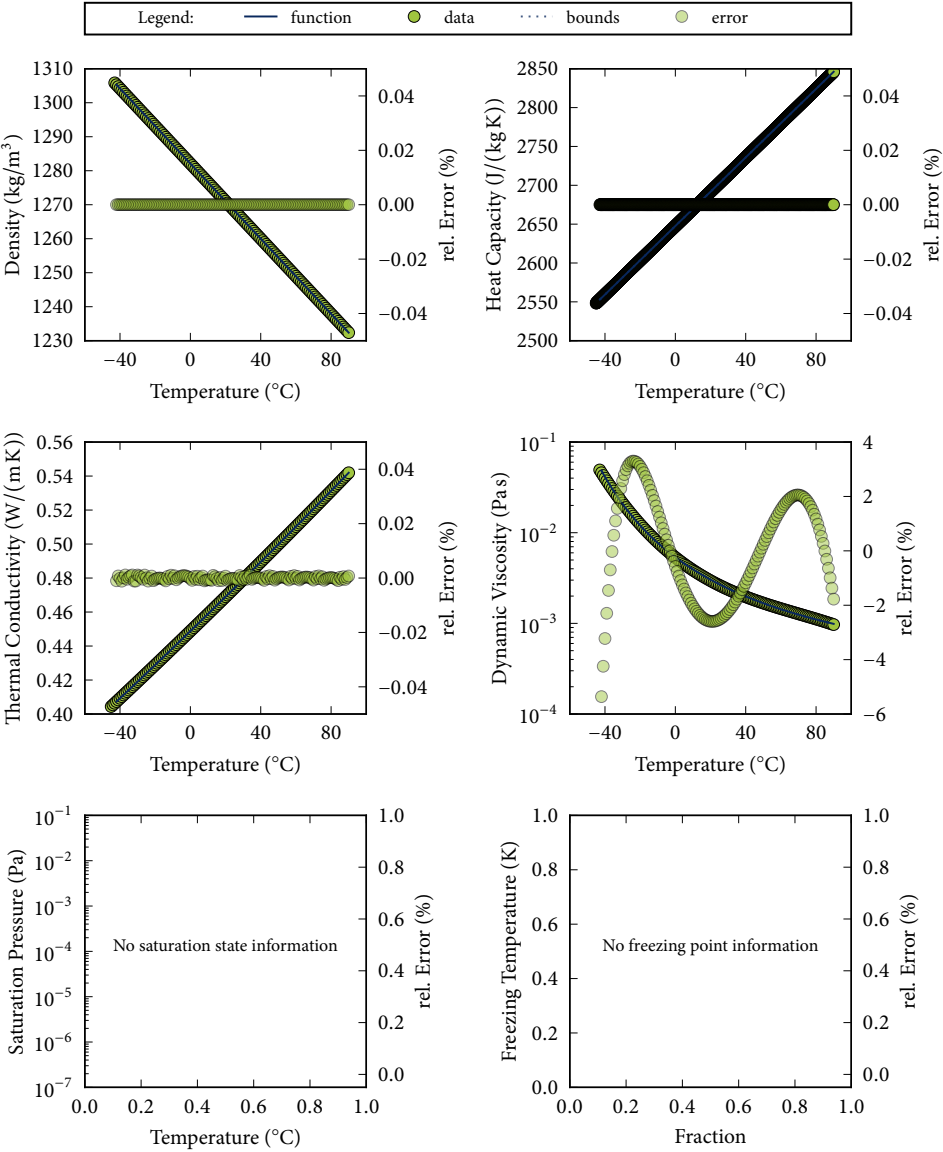 Legend: function data bounds error
1310
1300
1290
1280
1270
1260
1250
1240
1230
Density (kg/m³)
0.04
0.02
0.00
−0.02
−0.04
rel. Error (%)
−40 0 40 80
Temperature (°C)
2850
2800
2750
2700
2650
2600
2550
2500
Heat Capacity (J/(kg K))
0.04
0.02
0.00
−0.02
−0.04
rel. Error (%)
−40 0 40 80
Temperature (°C)
0.56
0.54
0.52
0.50
0.48
0.46
0.44
0.42
0.40
Thermal Conductivity (W/(m K))
0.04
0.02
0.00
−0.02
−0.04
rel. Error (%)
−40 0 40 80
Temperature (°C)
10⁻¹
10⁻²
10⁻³
10⁻⁴
Dynamic Viscosity (Pa s)
4
2
0
−2
−4
−6
rel. Error (%)
−40 0 40 80
Temperature (°C)
10⁻¹
10⁻²
10⁻³
10⁻⁴
10⁻⁵
10⁻⁶
10⁻⁷
Saturation Pressure (Pa)
No saturation state information
1.0
0.8
0.6
0.4
0.2
0.0
rel. Error (%)
0.0 0.2 0.4 0.6 0.8 1.0
Temperature (°C)
1.0
0.8
0.6
0.4
0.2
0.0
Freezing Temperature (K)
No freezing point information
1.0
0.8
0.6
0.4
0.2
0.0
rel. Error (%)
0.0 0.2 0.4 0.6 0.8 1.0
Fraction